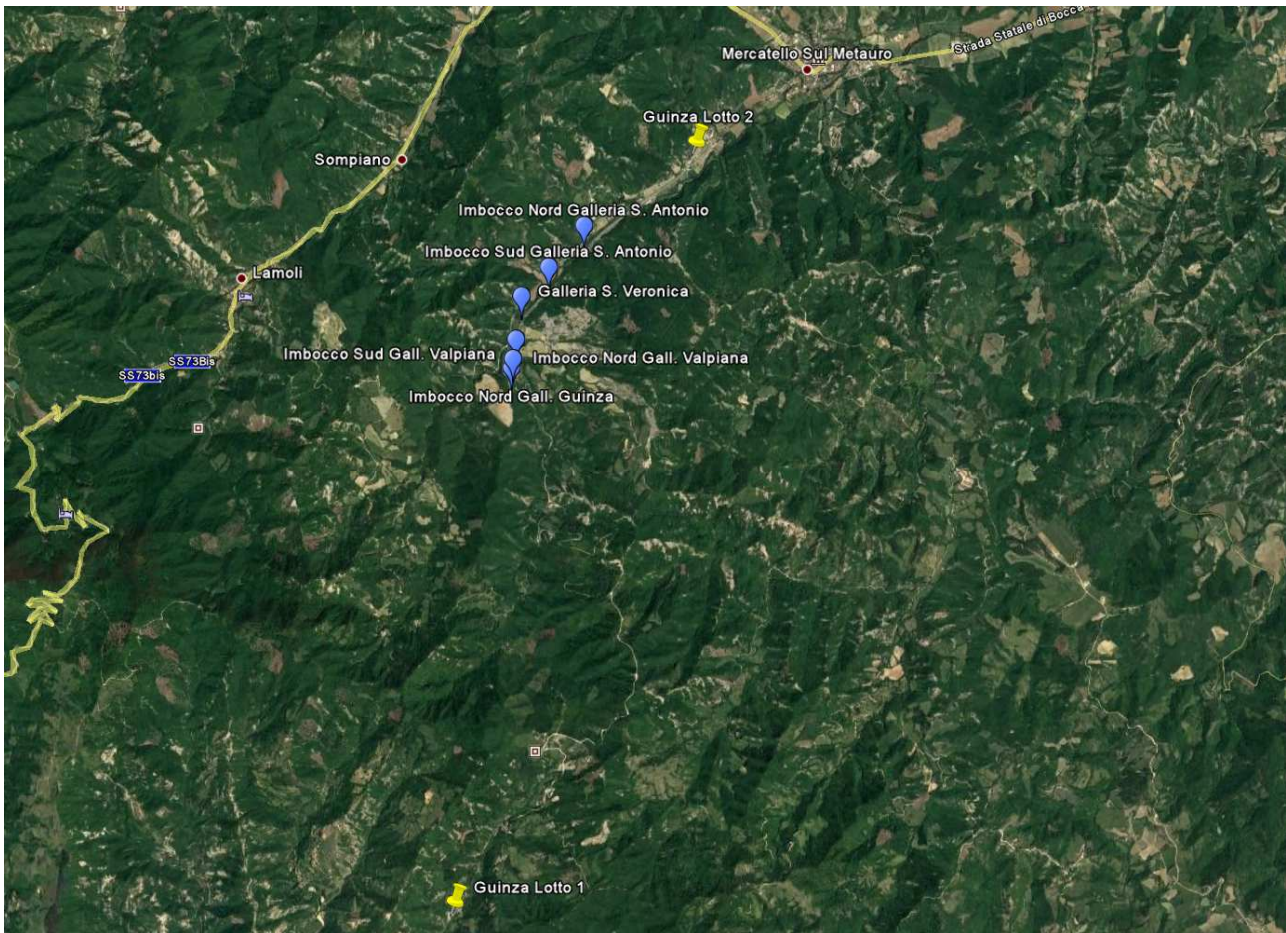 Strada Statale di Bocca
Mercatello Sul Metauro
Guinza Lotto 2
Sompiano
Imbocco Nord Galleria S. Antonio
Imbocco Sud Galleria S. Antonio
Lamoli
Galleria S. Veronica
Imbocco Sud Gall. Valpiana
Imbocco Nord Gall. Valpiana
SS73Bis
SS73bis
Imbocco Nord Gall. Guinza
Guinza Lotto 1